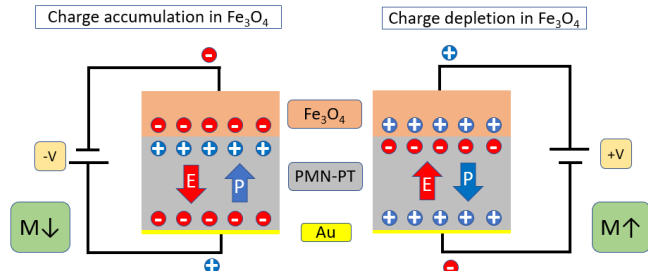 Charge accumulation in Fe₃O₄
Charge depletion in Fe₃O₄
Fe₃O₄
-V
E
P
PMN-PT
E
P
+V
M↓
Au
M↑